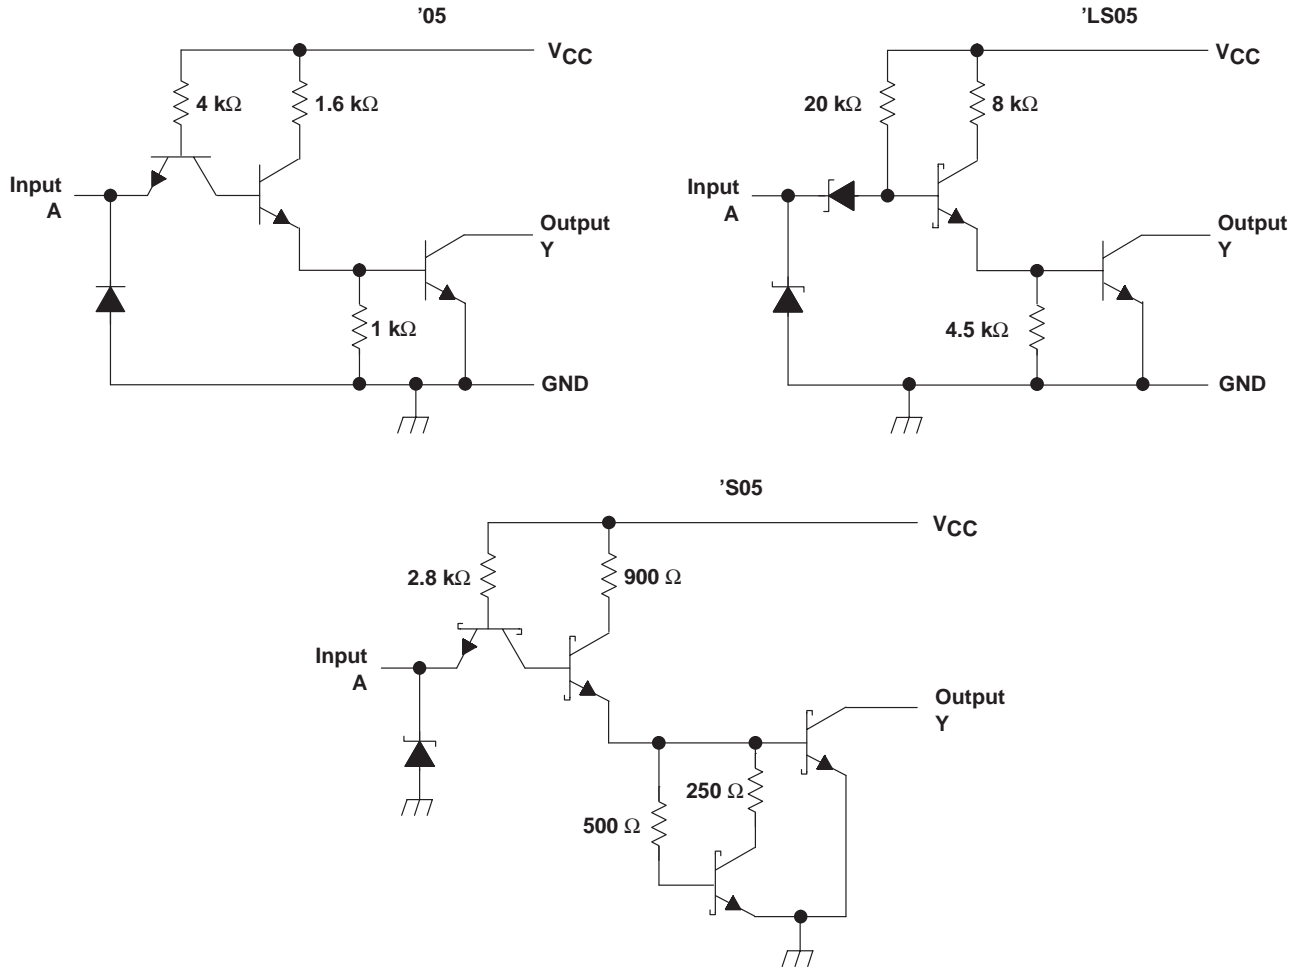 ’05
VCC
4 kΩ
1.6 kΩ
Input
A
Output
Y
1 kΩ
GND
’LS05
VCC
20 kΩ
8 kΩ
Input
A
Output
Y
4.5 kΩ
GND
’S05
VCC
2.8 kΩ
900 Ω
Input
A
Output
Y
250 Ω
500 Ω